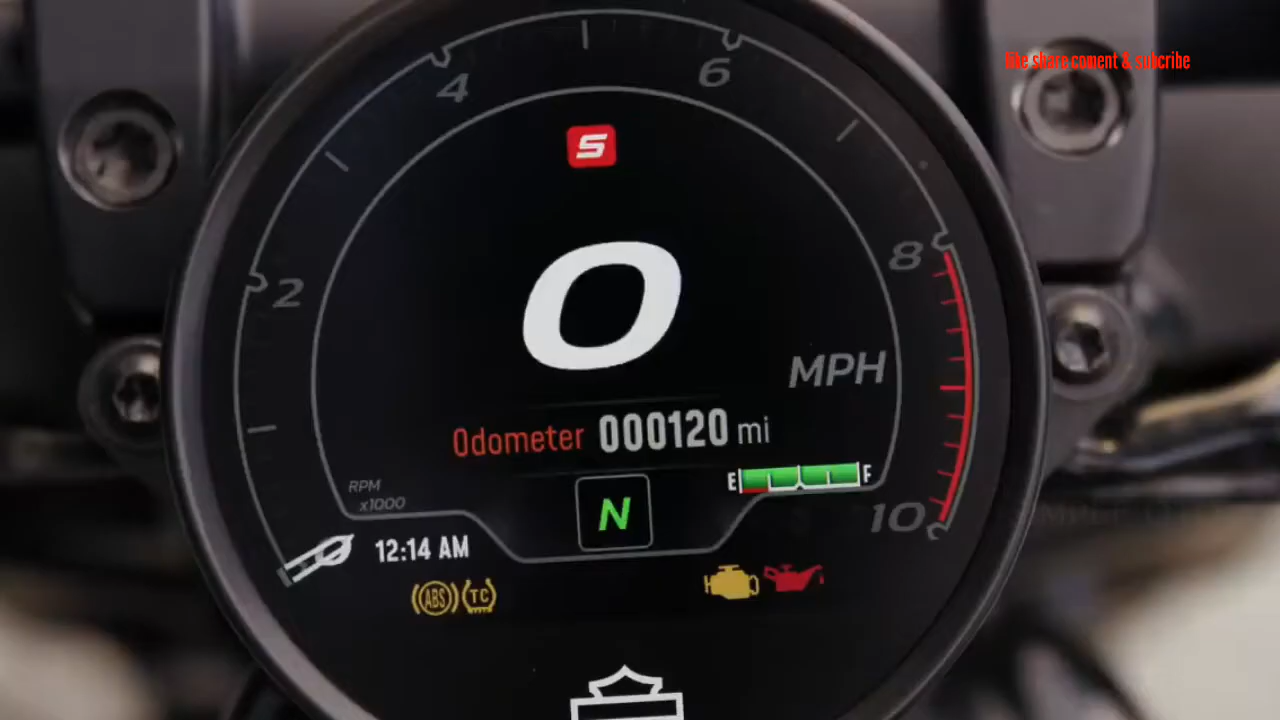 like share coment & subcribe
4
6
S
2
8
0
MPH
Odometer 000120 mi
E F
RPM
x1000
N
10
12:14 AM
ABS TC